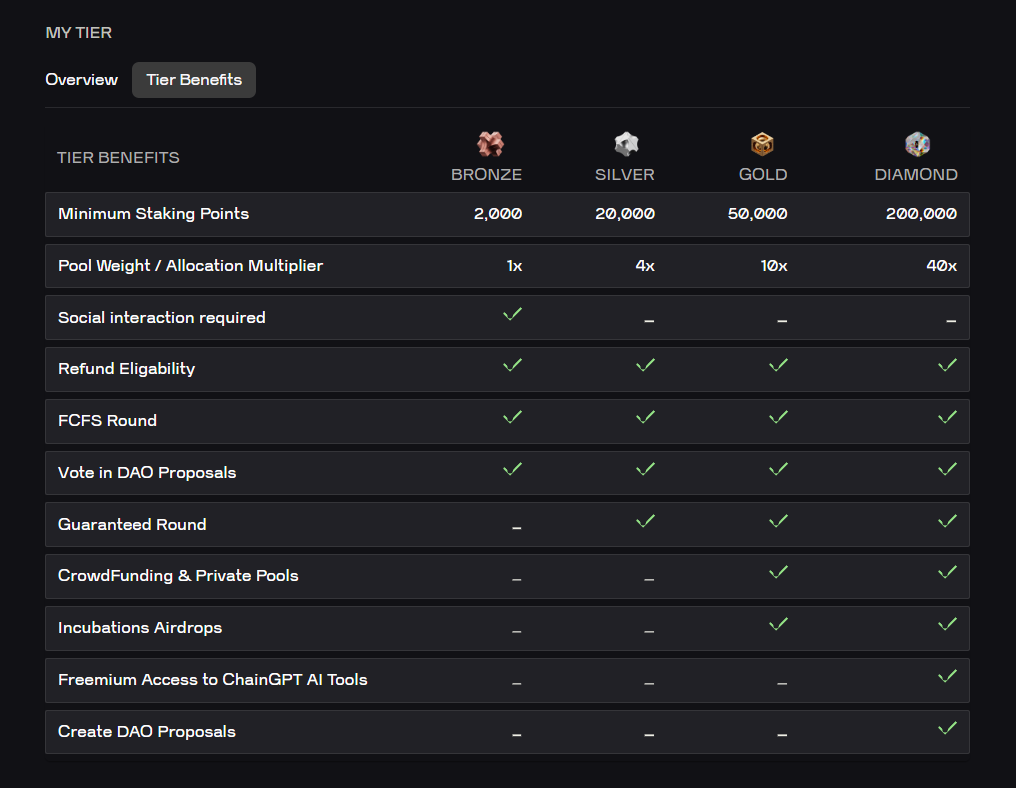 MY TIER
Overview Tier Benefits
TIER BENEFITS BRONZE SILVER GOLD DIAMOND
Minimum Staking Points 2,000 20,000 50,000 200,000
Pool Weight / Allocation Multiplier 1x 4x 10x 40x
Social interaction required – – –
Refund Eligability
FCFS Round
Vote in DAO Proposals
Guaranteed Round –
CrowdFunding & Private Pools – –
Incubations Airdrops – –
Freemium Access to ChainGPT AI Tools – – –
Create DAO Proposals – – –